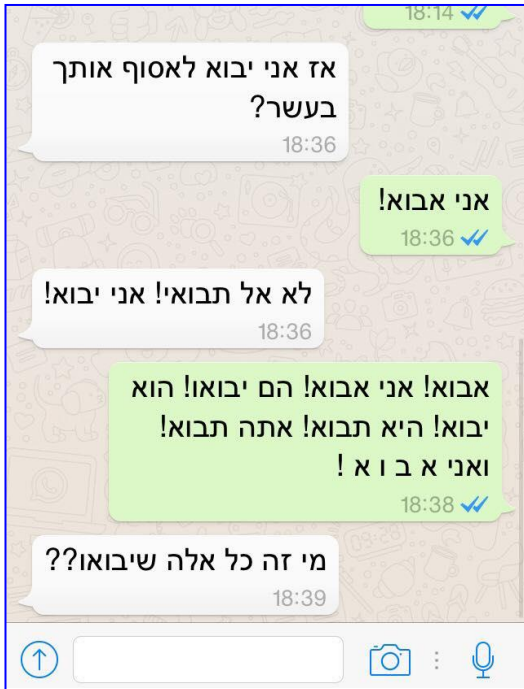 18:14
אז אני יבוא לאסוף אותך
בעשר?
18:36
אני אבוא!
18:36
לא אל תבואי! אני יבוא!
18:36
אבוא! אני אבוא! הם יבואו! הוא
יבוא! היא תבוא! אתה תבוא!
ואני א ב ו א !
18:38
מי זה כל אלה שיבואו??
18:39